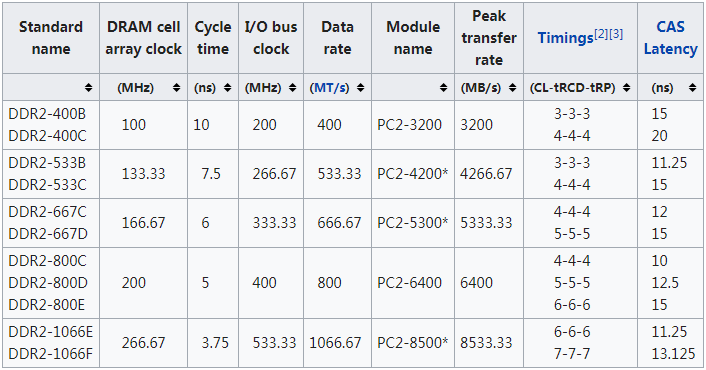 Standard name | DRAM cell array clock | Cycle time | I/O bus clock | Data rate | Module name | Peak transfer rate | Timings[2][3] | CAS Latency
(MHz) | (ns) | (MHz) | (MT/s) | (MB/s) | (CL-tRCD-tRP) | (ns)
DDR2-400B | 100 | 10 | 200 | 400 | PC2-3200 | 3200 | 3-3-3 | 15
DDR2-400C | 4-4-4 | 20
DDR2-533B | 133.33 | 7.5 | 266.67 | 533.33 | PC2-4200* | 4266.67 | 3-3-3 | 11.25
DDR2-533C | 4-4-4 | 15
DDR2-667C | 166.67 | 6 | 333.33 | 666.67 | PC2-5300* | 5333.33 | 4-4-4 | 12
DDR2-667D | 5-5-5 | 15
DDR2-800C | 4-4-4 | 10
DDR2-800D | 200 | 5 | 400 | 800 | PC2-6400 | 6400 | 5-5-5 | 12.5
DDR2-800E | 6-6-6 | 15
DDR2-1066E | 266.67 | 3.75 | 533.33 | 1066.67 | PC2-8500* | 8533.33 | 6-6-6 | 11.25
DDR2-1066F | 7-7-7 | 13.125